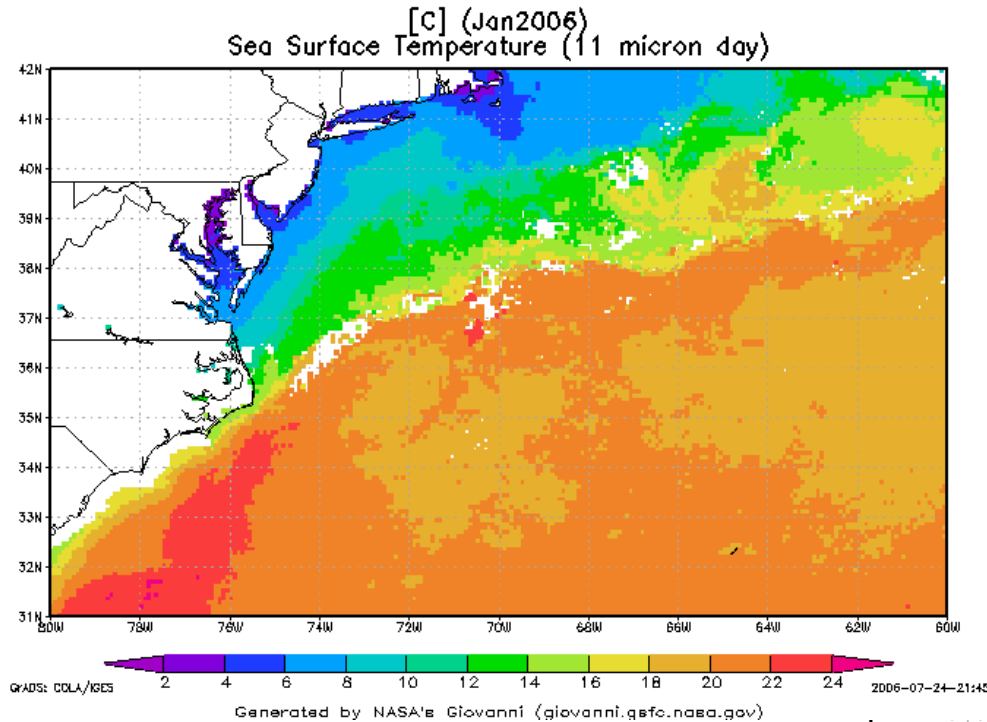 [C] (Jan2006)
Sea Surface Temperature (11 micron day)
42N
41N
40N
39N
38N
37N
36N
35N
34N
33N
32N
31N
80W 78W 76W 74W 72W 70W 68W 66W 64W 62W 60W
2 4 6 8 10 12 14 16 18 20 22 24
GrADS: COLA/IGES 2006-07-24-21:45
Generated by NASA's Giovanni (giovanni.gsfc.nasa.gov)